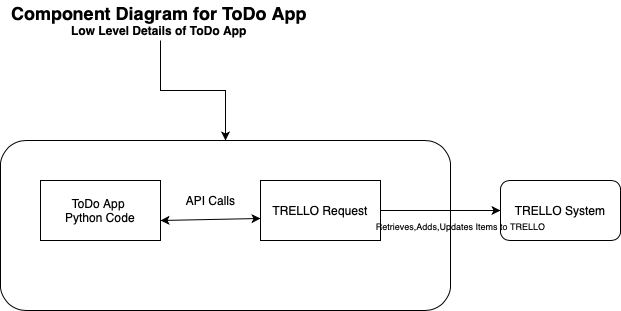 Component Diagram for ToDo App
Low Level Details of ToDo App
ToDo App
Python Code
API Calls
TRELLO Request
TRELLO System
Retrieves,Adds,Updates Items to TRELLO